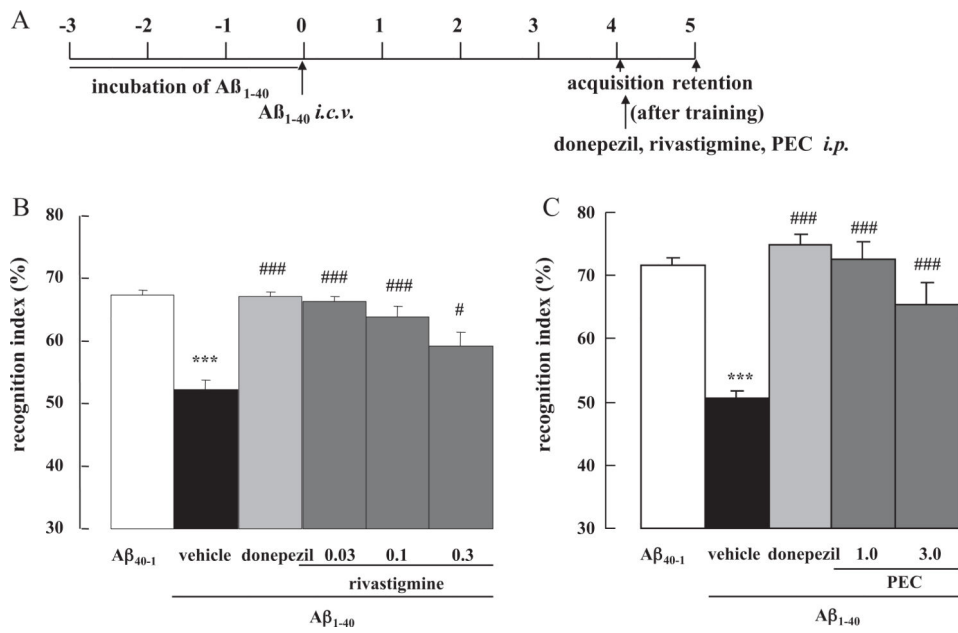 A
-3 -2 -1 0 1 2 3 4 5
incubation of Aß₁₋₄₀
Aß₁₋₄₀ i.c.v.
acquisition retention
(after training)
donepezil, rivastigmine, PEC i.p.
B
recognition index (%)
80
70
60
50
40
30
***
###
###
###
#
Aβ₄₀₋₁ vehicle donepezil 0.03 0.1 0.3
rivastigmine
Aβ₁₋₄₀
C
recognition index (%)
80
70
60
50
40
30
***
###
###
###
Aβ₄₀₋₁ vehicle donepezil 1.0 3.0
PEC
Aβ₁₋₄₀